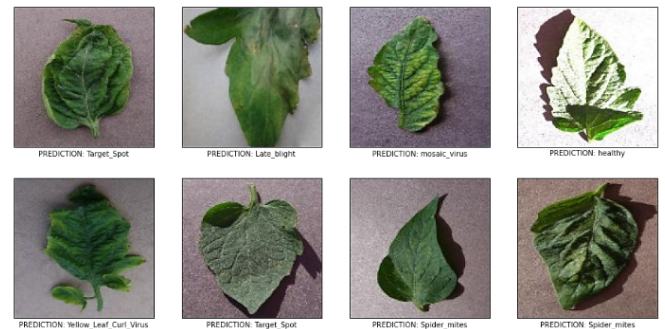 PREDICTION: Target_Spot
PREDICTION: Late_blight
PREDICTION: mosaic_virus
PREDICTION: healthy
PREDICTION: Yellow_Leaf_Curl_Virus
PREDICTION: Target_Spot
PREDICTION: Spider_mites
PREDICTION: Spider_mites